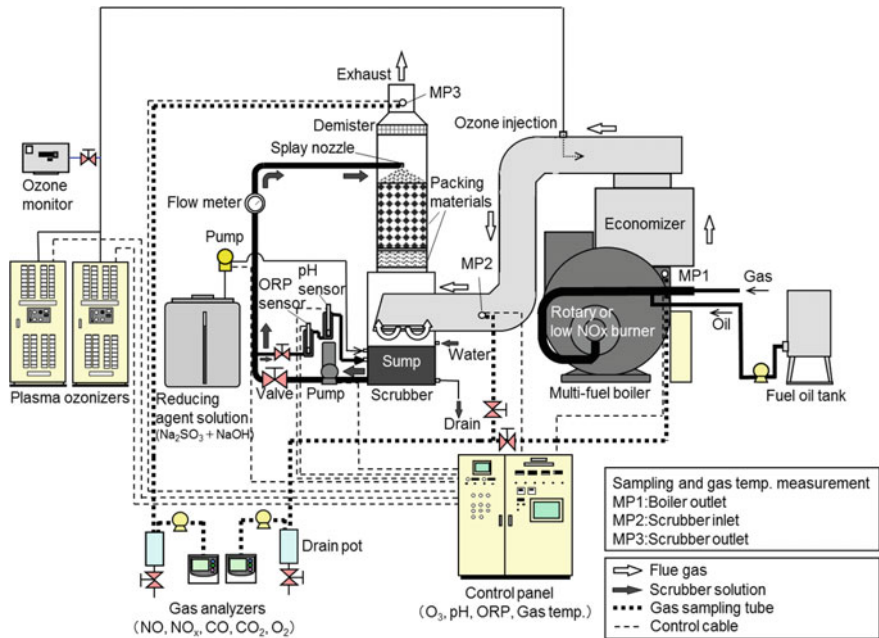 Exhaust
MP3
Demister
Splay nozzle
Ozone injection
Ozone
monitor
Flow meter
Packing
materials
Economizer
Pump
pH
sensor
ORP
sensor
MP2
MP1
Gas
Oil
Rotary or
low NOx burner
Water
Sump
Plasma ozonizers
Reducing
agent solution
(Na₂SO₃ + NaOH)
Valve
Pump
Scrubber
Drain
Multi-fuel boiler
Fuel oil tank
Sampling and gas temp. measurement
MP1:Boiler outlet
MP2:Scrubber inlet
MP3:Scrubber outlet
Drain pot
Flue gas
Scrubber solution
Gas sampling tube
Control cable
Gas analyzers
(NO, NOₓ, CO, CO₂, O₂)
Control panel
(O₃, pH, ORP, Gas temp.)